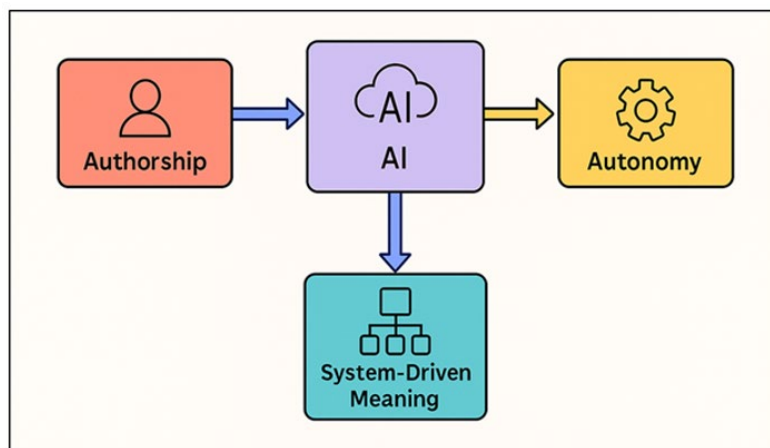 Authorship
AI
AI
Autonomy
System-Driven
Meaning